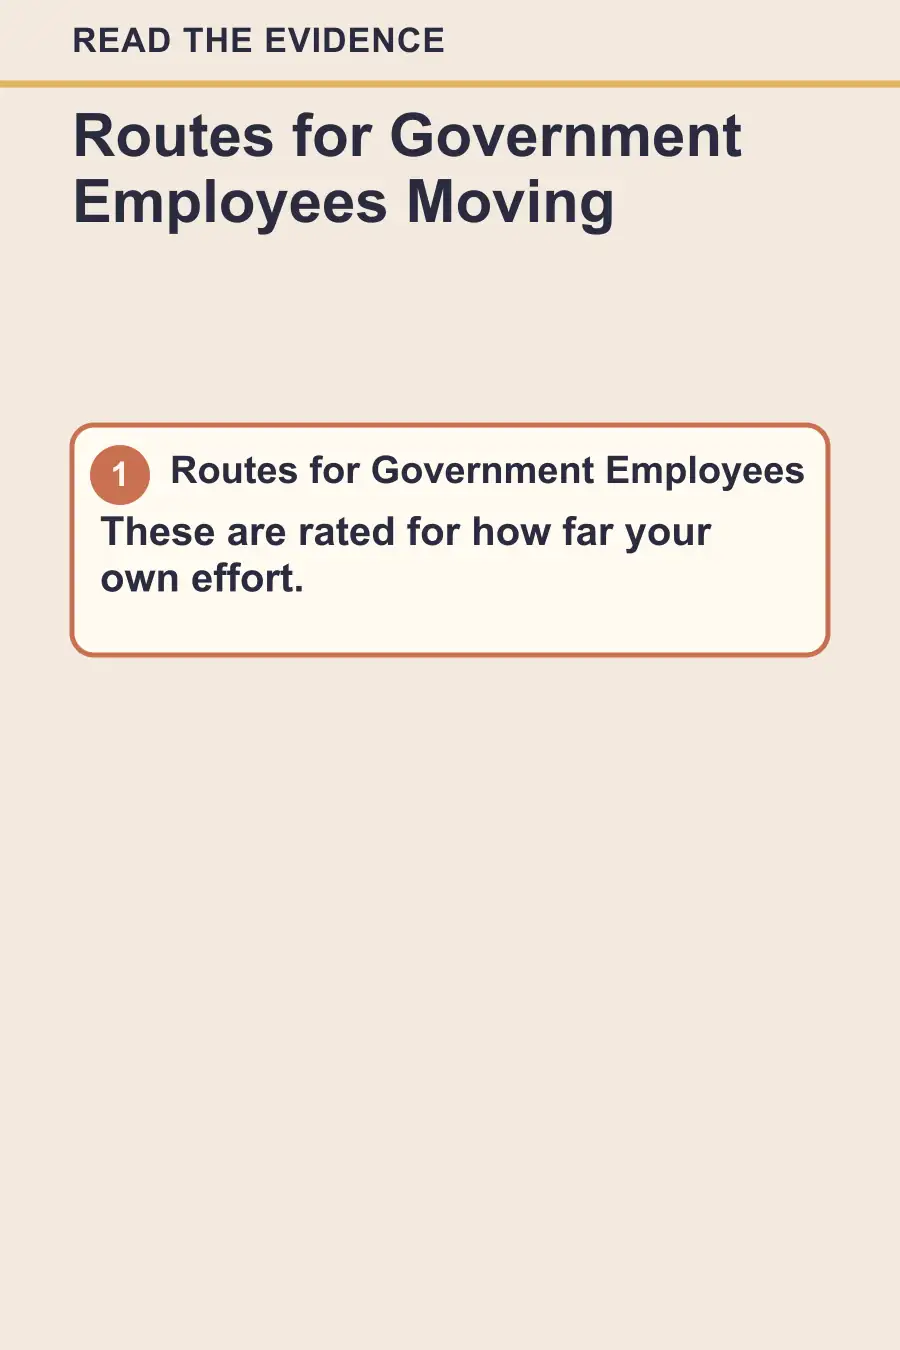 READ THE EVIDENCE
Routes for Government
Employees Moving
1 Routes for Government Employees
These are rated for how far your
own effort.